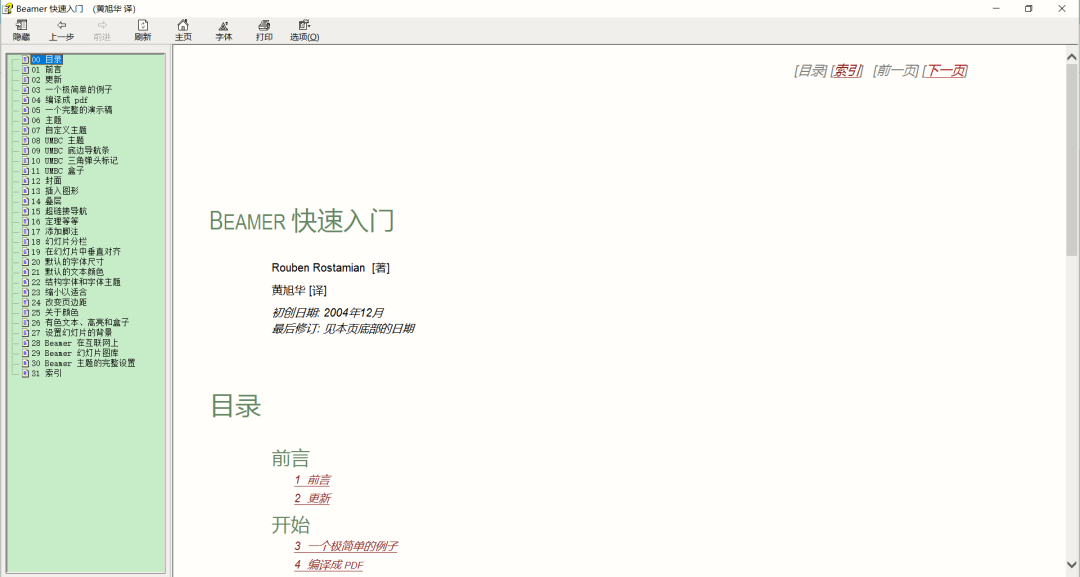 Beamer 快速入门 (黄旭华 译)
隐藏 上一步 前进 刷新 主页 字体 打印 选项(O)
00 目录
01 前言
02 更新
03 一个极简单的例子
04 编译成 pdf
05 一个完整的演示稿
06 主题
07 自定义主题
08 UMBC 主题
09 UMBC 底边导航条
10 UMBC 三角弹头标记
11 UMBC 盒子
12 封面
13 插入图形
14 叠层
15 超链接导航
16 定理等等
17 添加脚注
18 幻灯片分栏
19 在幻灯片中垂直对齐
20 默认的字体尺寸
21 默认的文本颜色
22 结构字体和字体主题
23 缩小以适合
24 改变页边距
25 关于颜色
26 有色文本、高亮和盒子
27 设置幻灯片的背景
28 Beamer 在互联网上
29 Beamer 幻灯片图库
30 Beamer 主题的完整设置
31 索引
[目录] [索引] [前一页] [下一页]
BEAMER 快速入门
Rouben Rostamian [著]
黄旭华 [译]
初创日期: 2004年12月
最后修订: 见本页底部的日期
目录
前言
1 前言
2 更新
开始
3 一个极简单的例子
4 编译成 PDF